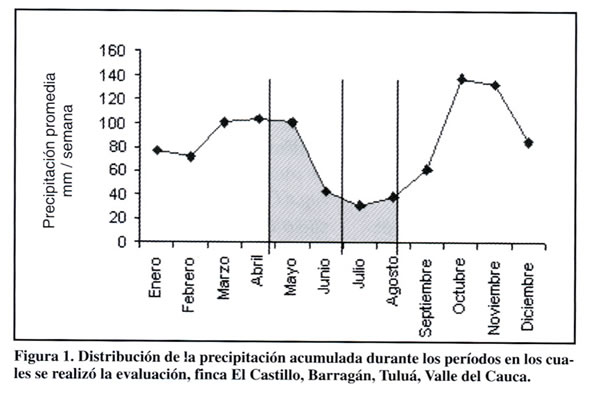 160
140
120
100
80
60
40
20
0
Precipitación promedia
mm / semana
Enero
Febrero
Marzo
Abril
Mayo
Junio
Julio
Agosto
Septiembre
Octubre
Noviembre
Diciembre
Figura 1. Distribución de la precipitación acumulada durante los períodos en los cua-
les se realizó la evaluación, finca El Castillo, Barragán, Tuluá, Valle del Cauca.